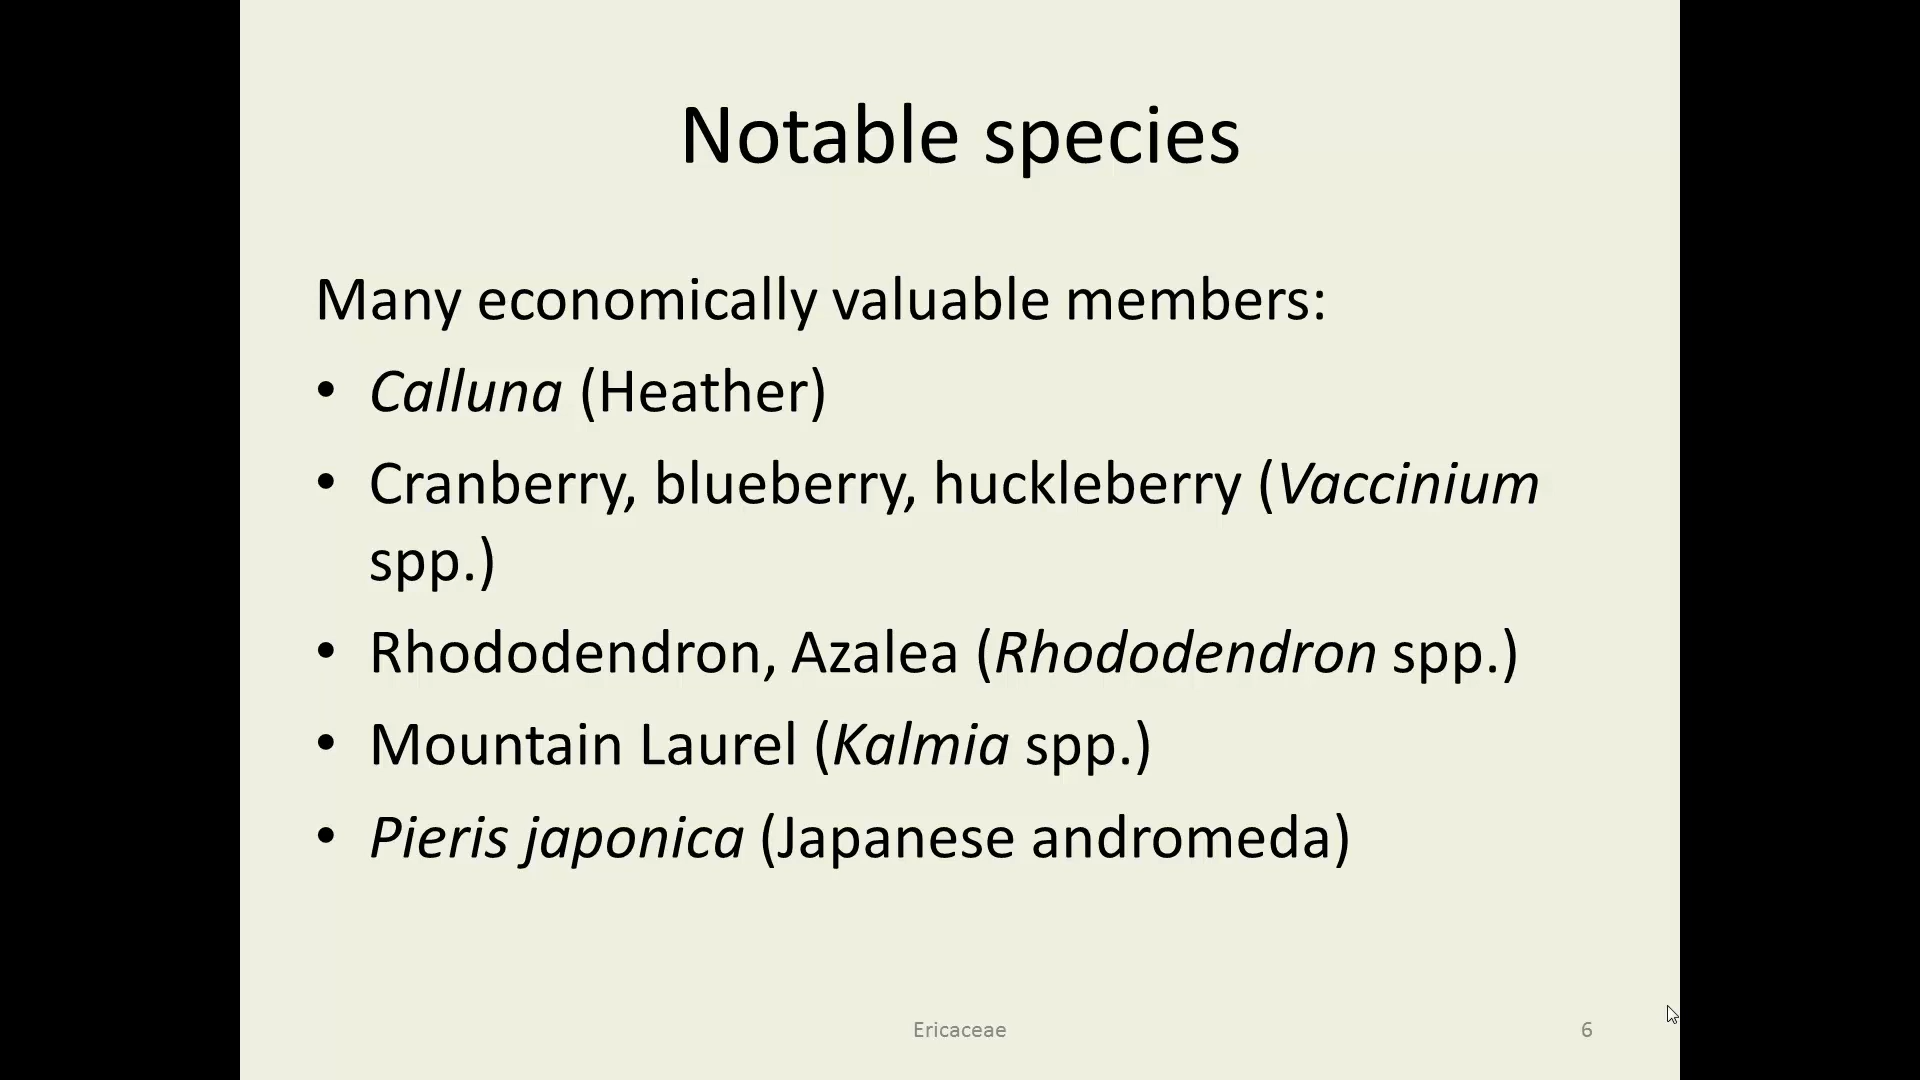 Notable species
Many economically valuable members:
• Calluna (Heather)
• Cranberry, blueberry, huckleberry (Vaccinium
spp.)
• Rhododendron, Azalea (Rhododendron spp.)
• Mountain Laurel (Kalmia spp.)
• Pieris japonica (Japanese andromeda)
Ericaceae
6